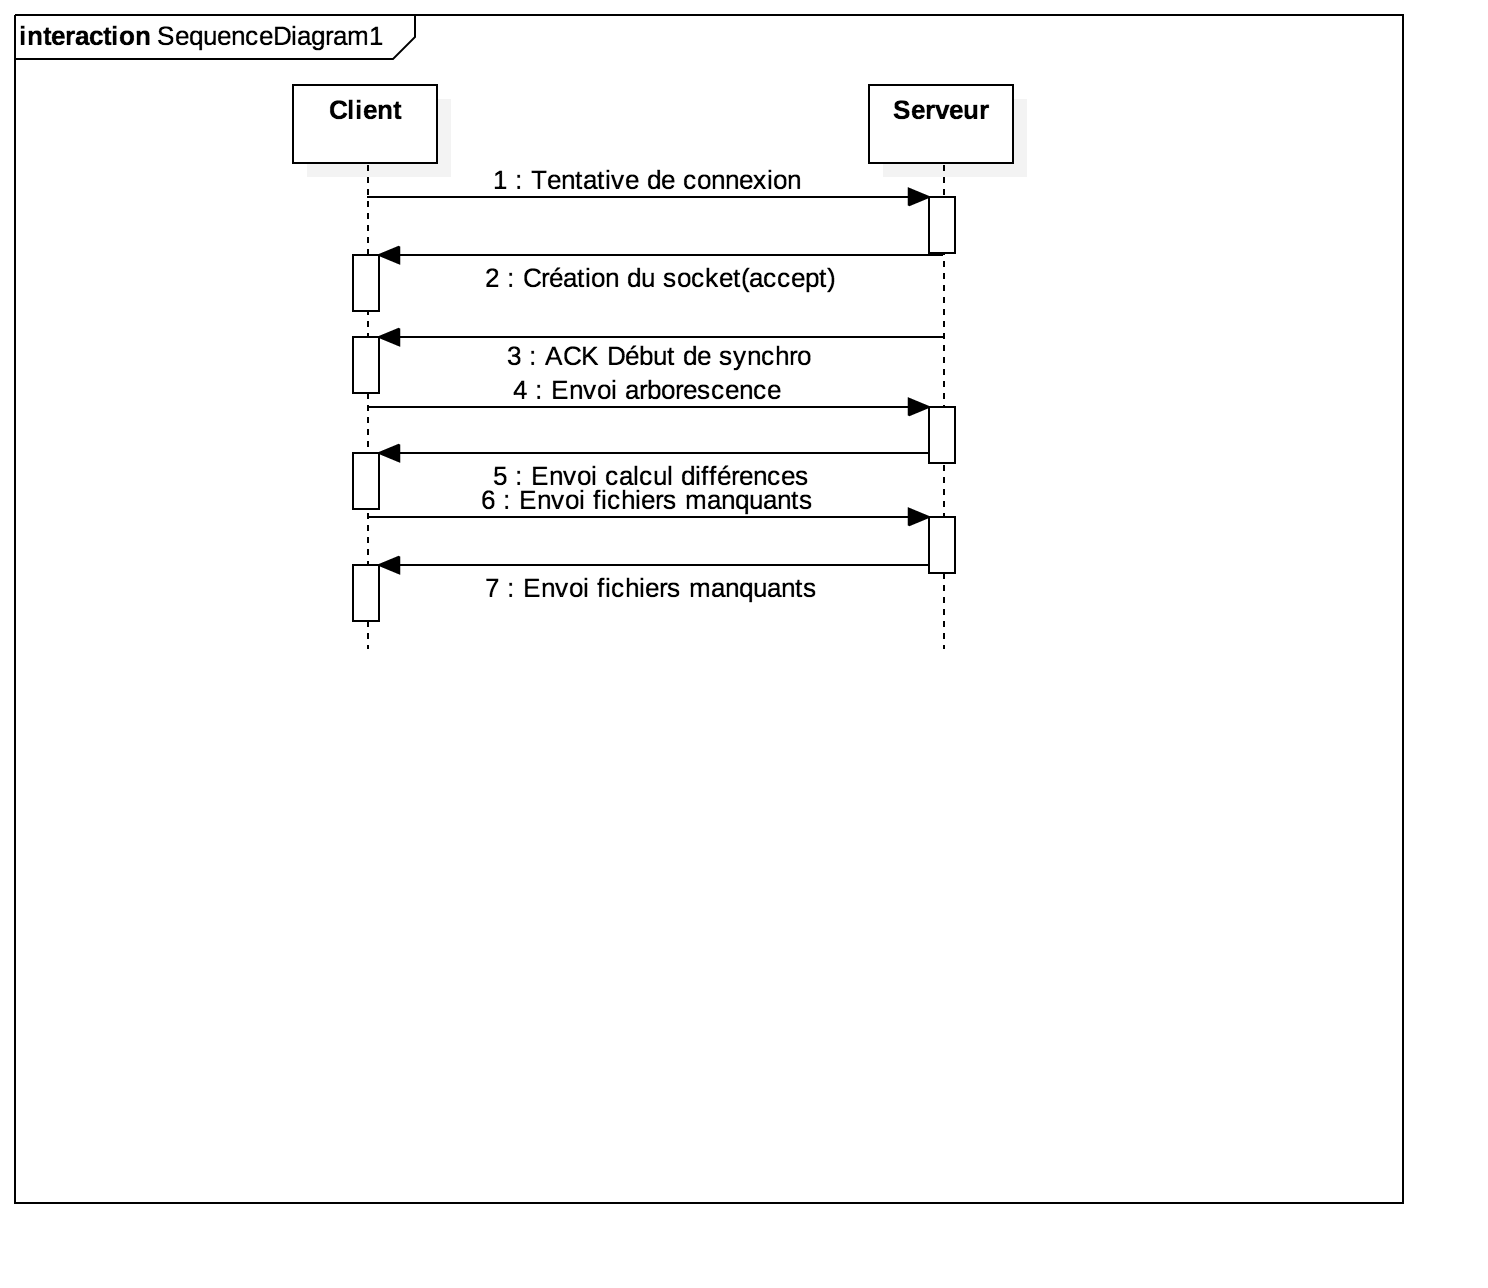 interaction SequenceDiagram1
Client
Serveur
1 : Tentative de connexion
2 : Création du socket(accept)
3 : ACK Début de synchro
4 : Envoi arborescence
5 : Envoi calcul différences
6 : Envoi fichiers manquants
7 : Envoi fichiers manquants